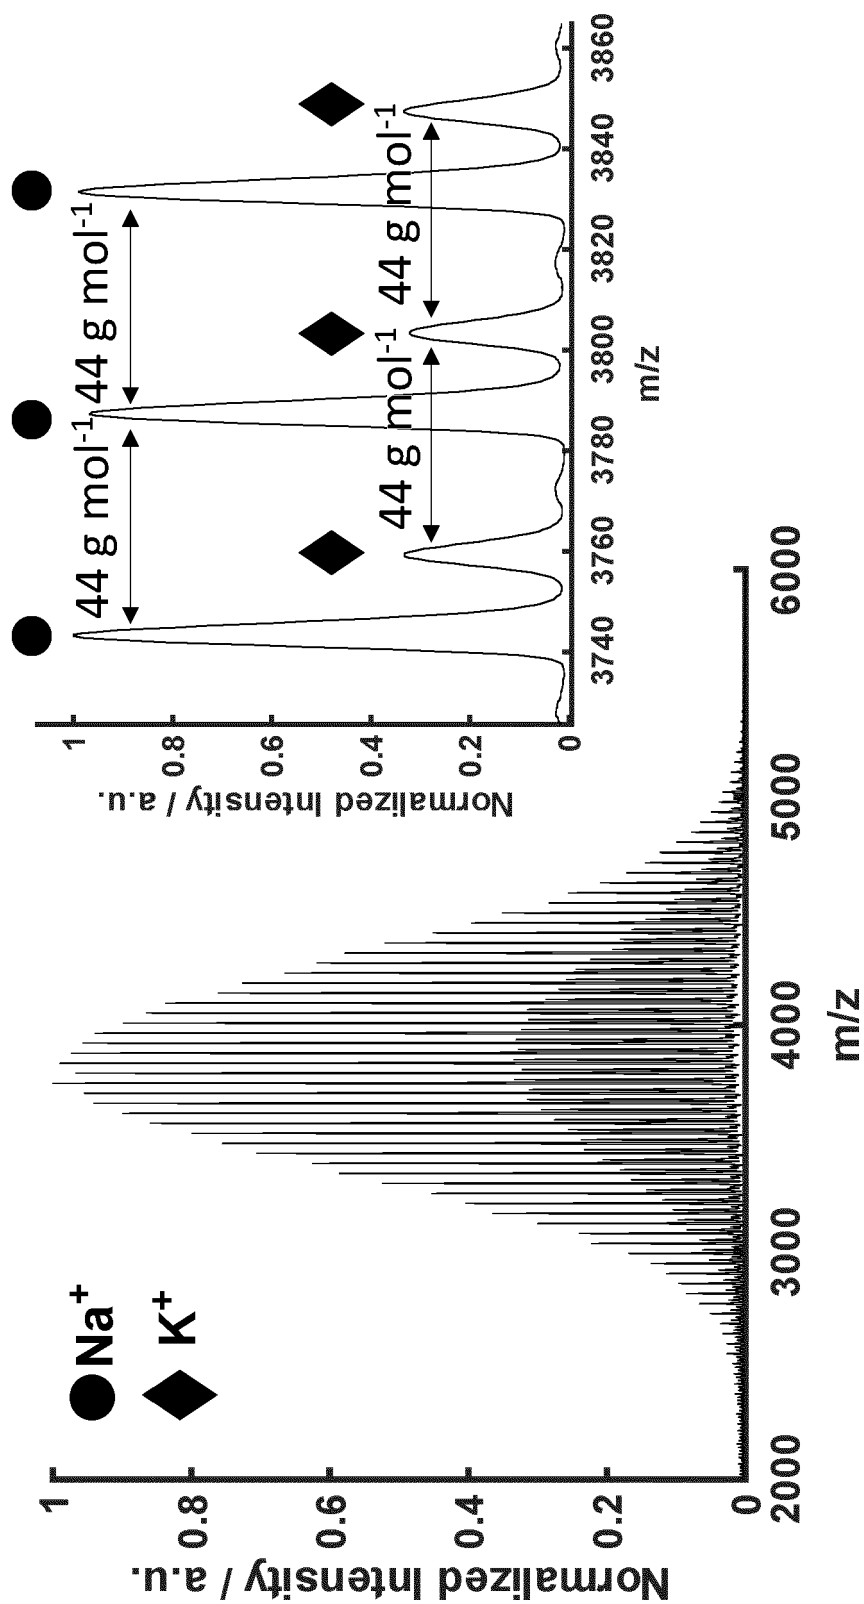 Normalized Intensity / a.u.
1
0.8
0.6
0.4
0.2
0
2000
3000
4000
5000
6000
m/z
Na⁺
K⁺
Normalized Intensity / a.u.
1
0.8
0.6
0.4
0.2
0
3740
3760
3780
3800
3820
3840
3860
m/z
44 g mol⁻¹
44 g mol⁻¹
44 g mol⁻¹
44 g mol⁻¹